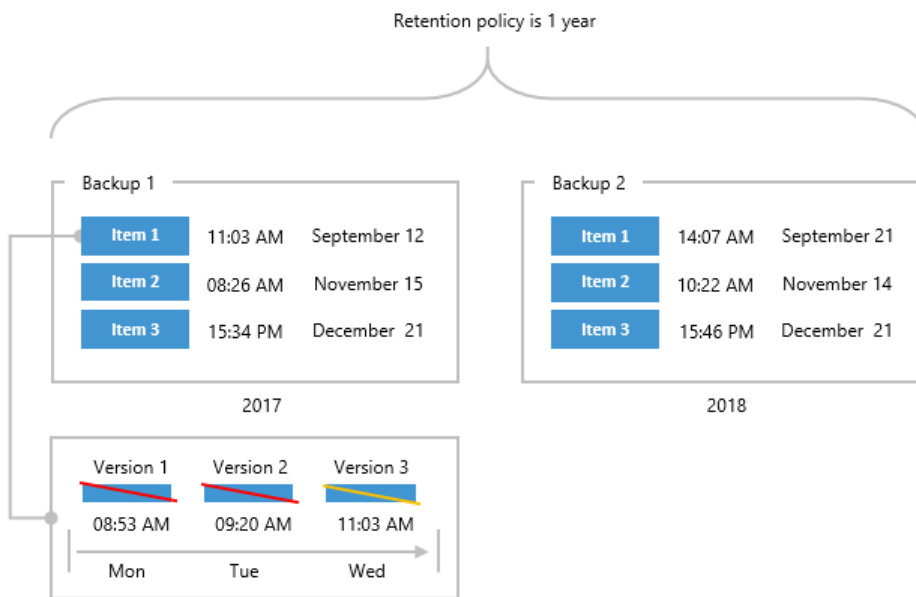 Retention policy is 1 year
Backup 1
Item 1 11:03 AM September 12
Item 2 08:26 AM November 15
Item 3 15:34 PM December 21
2017
Backup 2
Item 1 14:07 AM September 21
Item 2 10:22 AM November 14
Item 3 15:46 PM December 21
2018
Version 1 Version 2 Version 3
08:53 AM 09:20 AM 11:03 AM
Mon Tue Wed